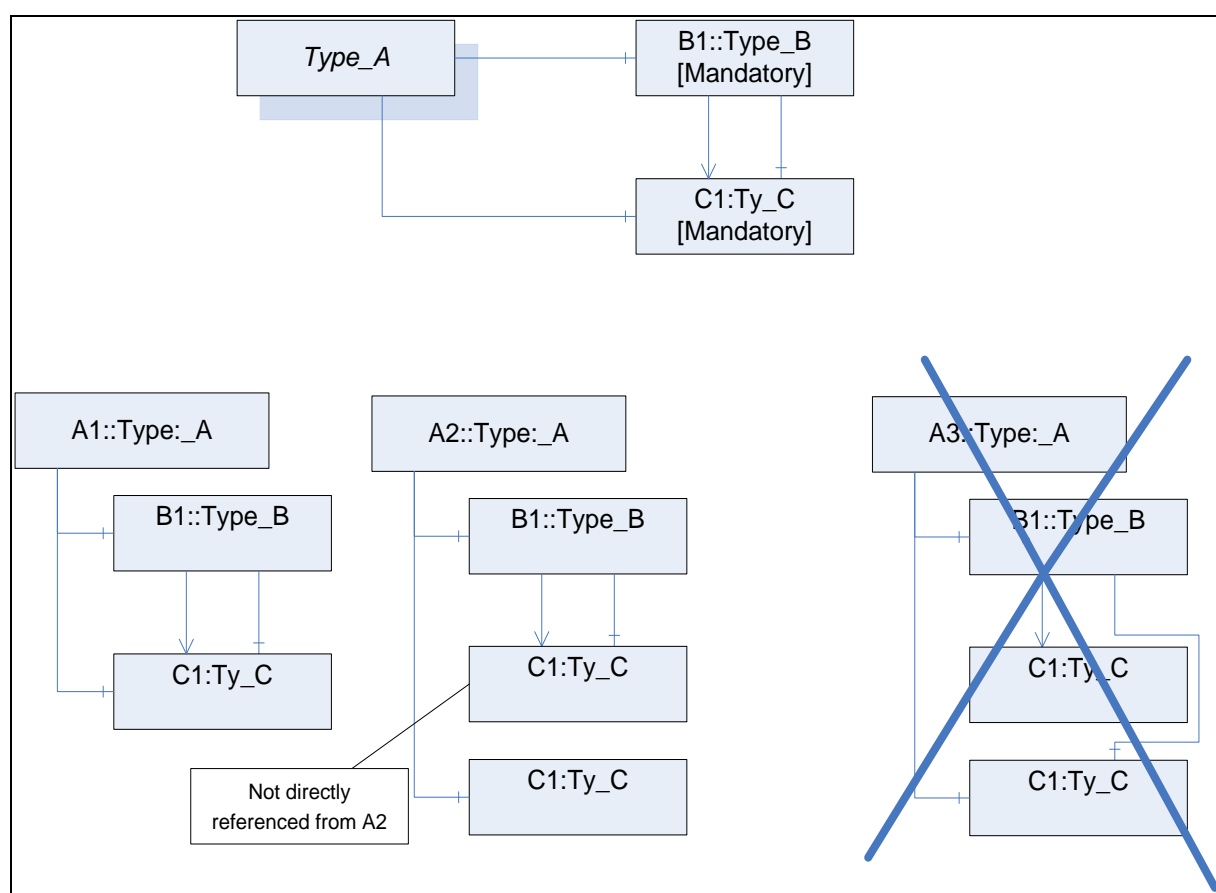 Type_A
B1::Type_B
[Mandatory]
C1:Ty_C
[Mandatory]
A1::Type:_A
B1::Type_B
C1:Ty_C
A2::Type:_A
B1::Type_B
C1:Ty_C
Not directly
referenced from A2
C1:Ty_C
A3::Type:_A
B1::Type_B
C1:Ty_C
C1:Ty_C